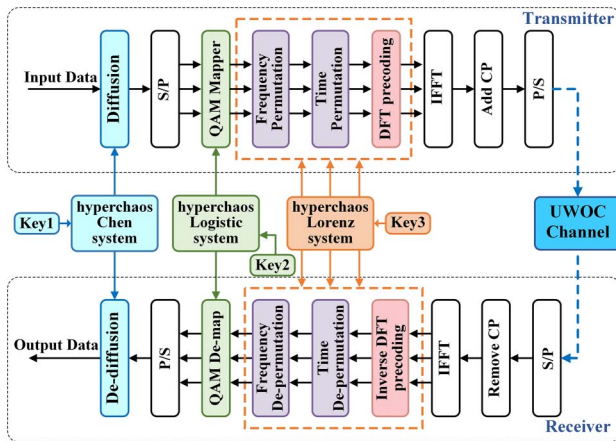 Transmitter
Input Data
Diffusion
S/P
QAM Mapper
Frequency
Permutation
Time
Permutation
DFT precoding
IFFT
Add CP
P/S
Key1
hyperchaos
Chen
system
hyperchaos
Logistic
system
Key2
hyperchaos
Lorenz
system
Key3
UWOC
Channel
Output Data
De-diffusion
P/S
QAM De-map
Frequency
De-permutation
Time
De-permutation
Inverse DFT
precoding
IFFT
Remove CP
S/P
Receiver